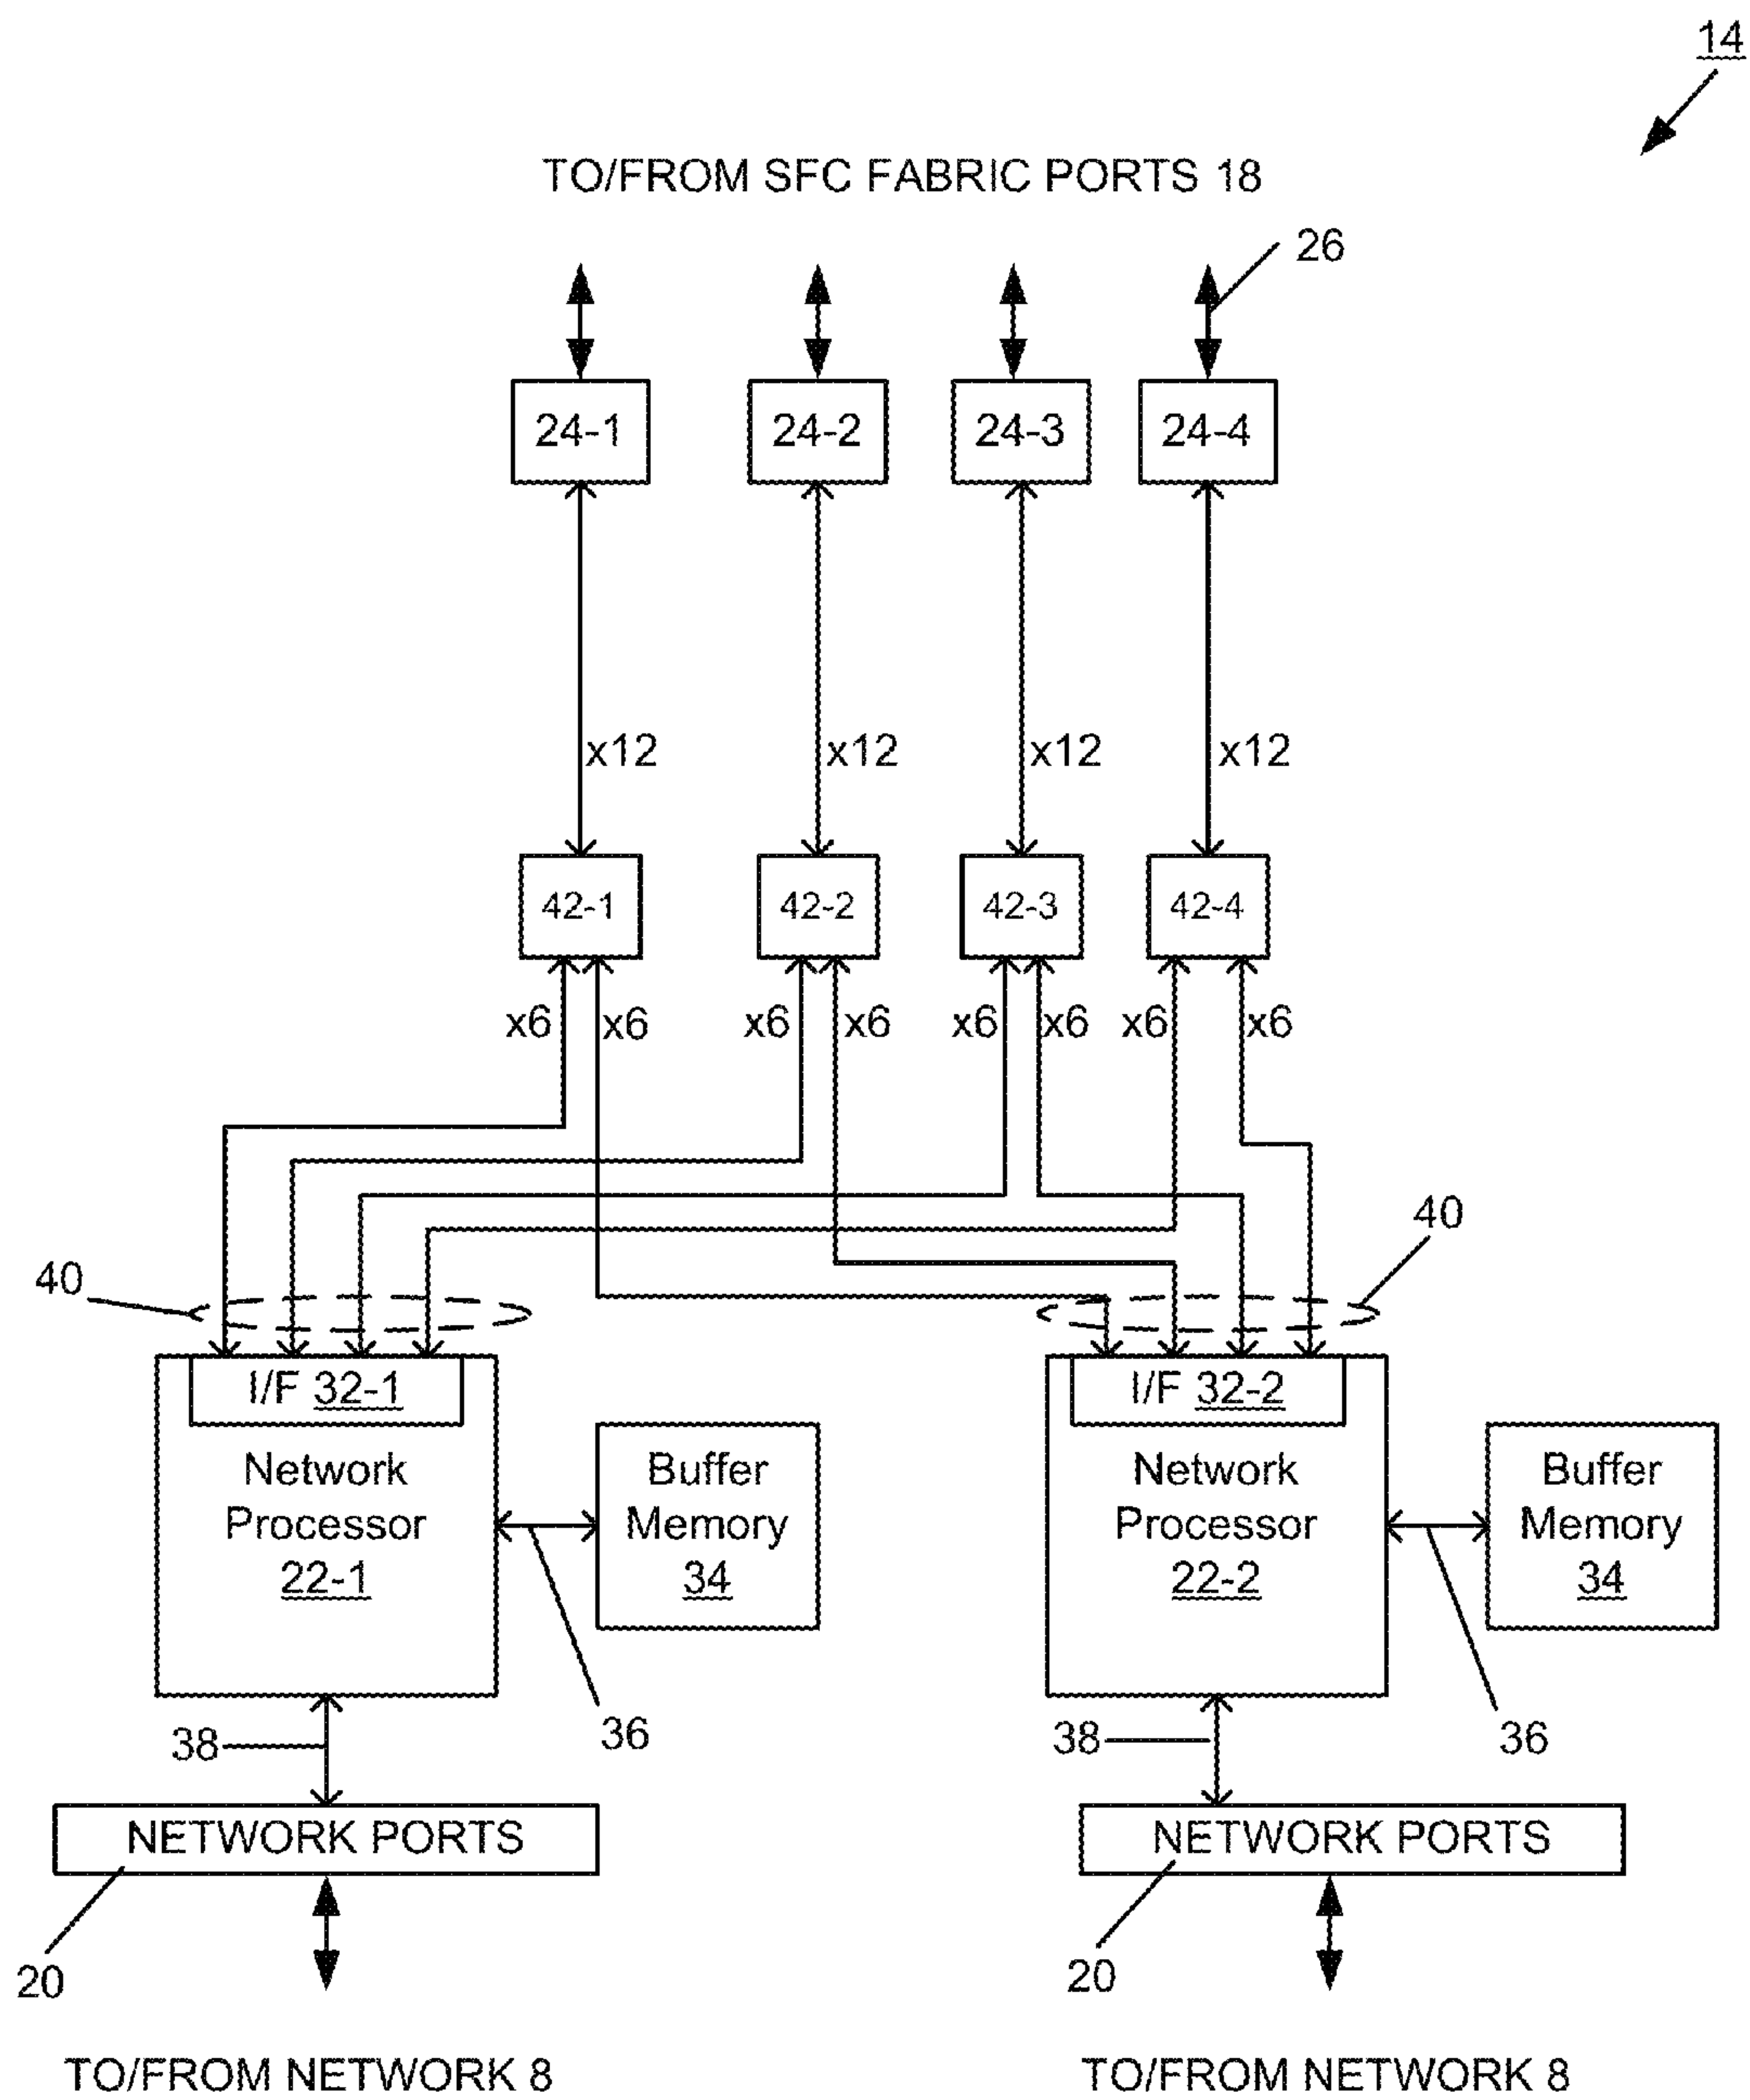 14
TO/FROM SFC FABRIC PORTS 18
26
24-1 24-2 24-3 24-4
x12 x12 x12 x12
42-1 42-2 42-3 42-4
x6 x6 x6 x6 x6 x6 x6 x6
40
40
I/F 32-1
Network
Processor
22-1
Buffer
Memory
34
I/F 32-2
Network
Processor
22-2
Buffer
Memory
34
36
38
36
38
NETWORK PORTS
NETWORK PORTS
20
20
TO/FROM NETWORK 8
TO/FROM NETWORK 8